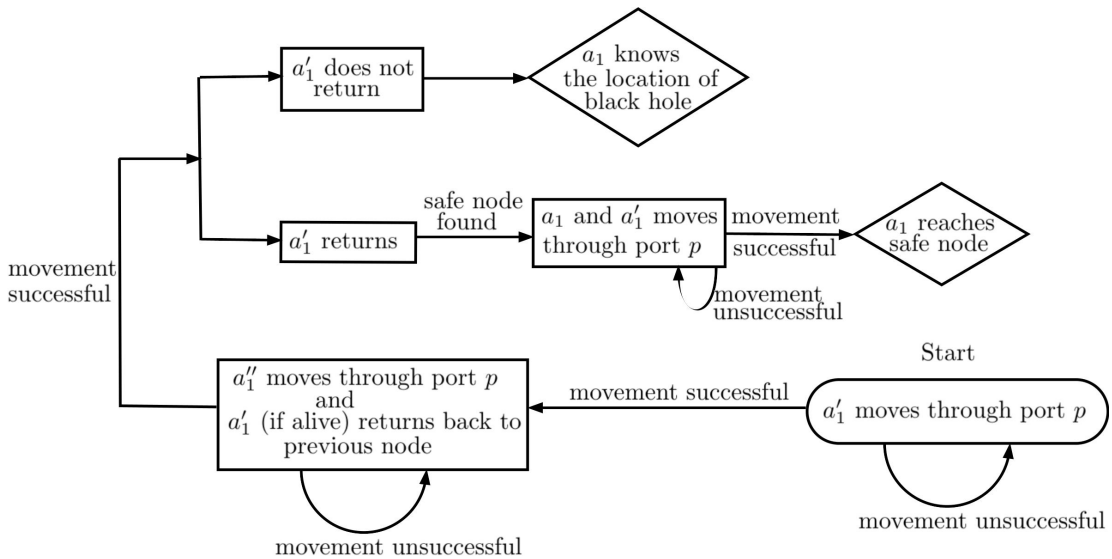 a′₁ does not
return
a₁ knows
the location of
black hole
safe node
found
a′₁ returns
a₁ and a′₁ moves
through port p
movement
successful
a₁ reaches
safe node
movement
successful
movement
unsuccessful
Start
a″₁ moves through port p
and
a′₁ (if alive) returns back to
previous node
movement successful
a′₁ moves through port p
movement unsuccessful
movement unsuccessful